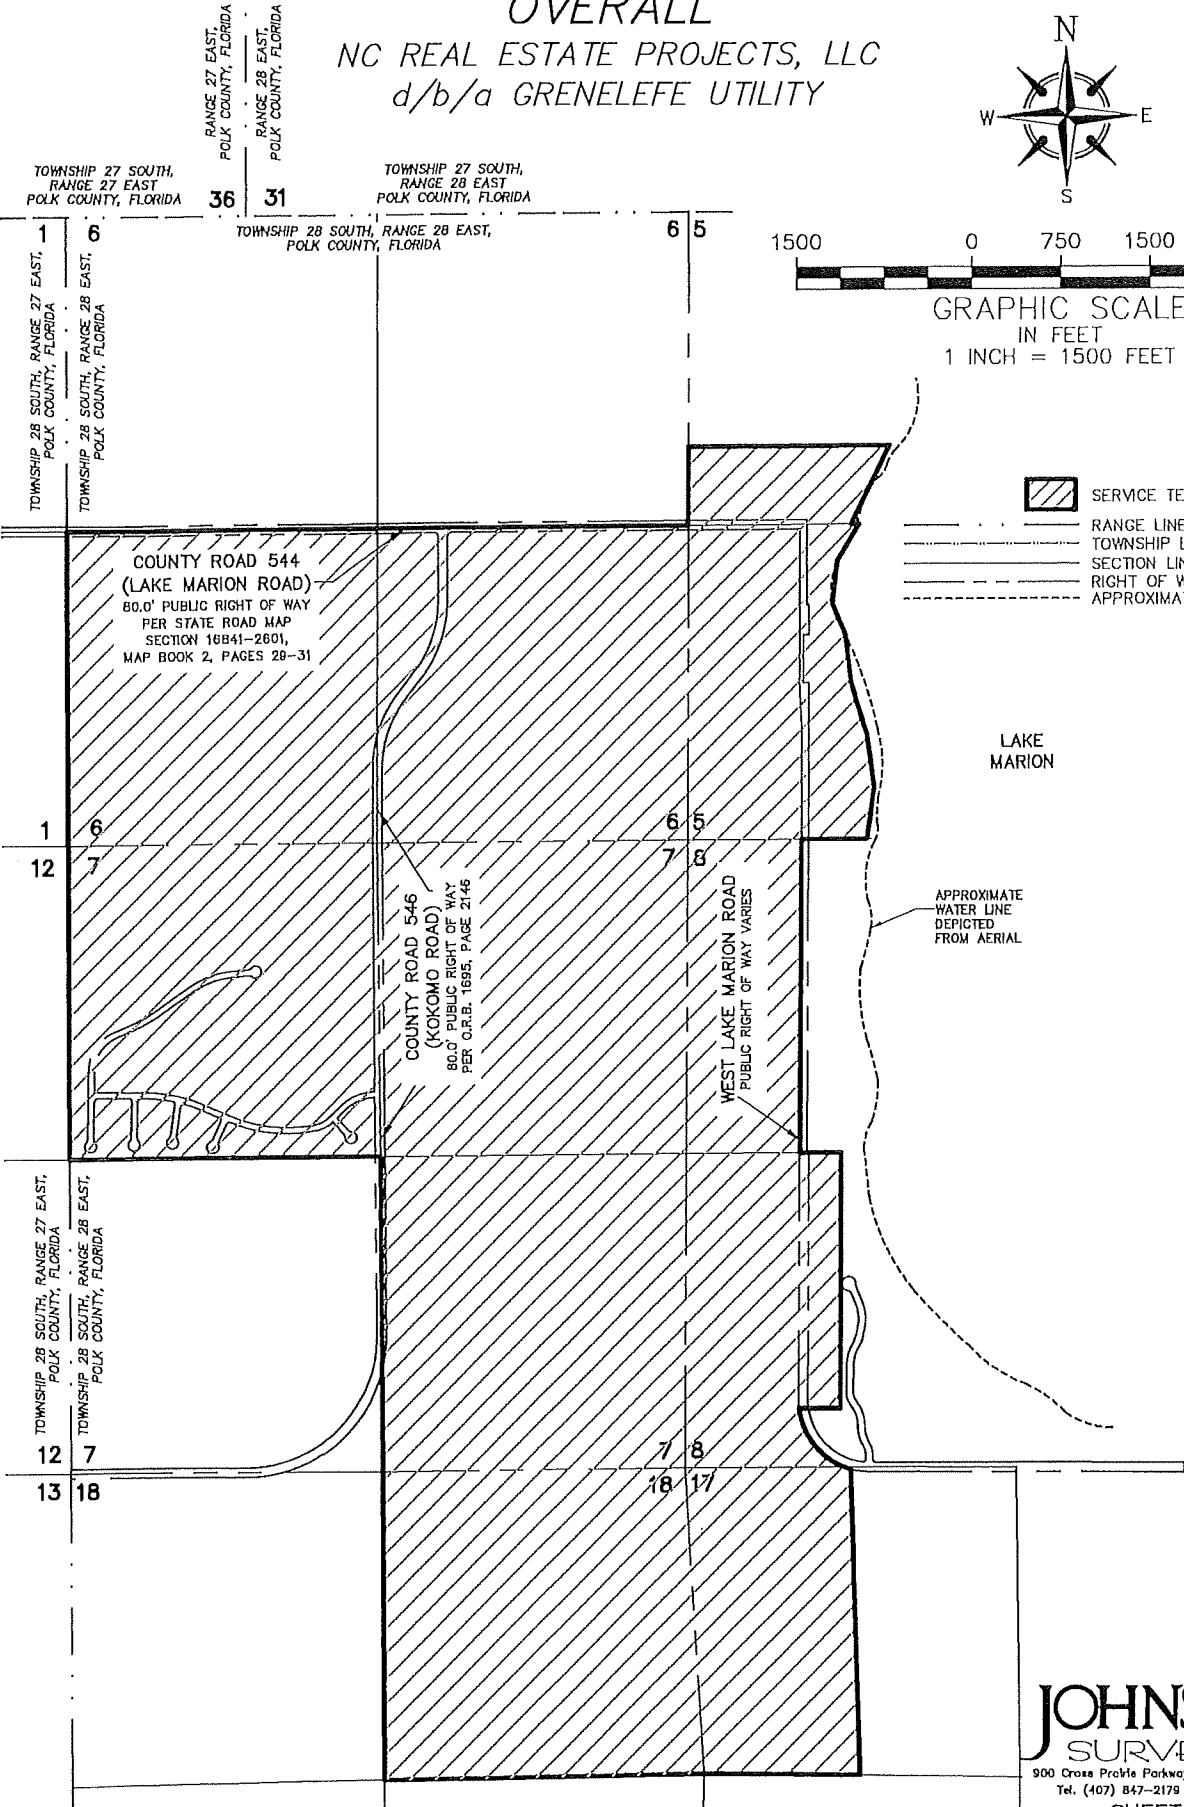 OVERALL
NC REAL ESTATE PROJECTS, LLC
d/b/a GRENELEFE UTILITY
RANGE 27 EAST,
POLK COUNTY, FLORIDA
RANGE 28 EAST,
POLK COUNTY, FLORIDA
N
W
E
S
TOWNSHIP 27 SOUTH,
RANGE 27 EAST
POLK COUNTY, FLORIDA
36
31
TOWNSHIP 27 SOUTH,
RANGE 28 EAST
POLK COUNTY, FLORIDA
TOWNSHIP 28 SOUTH, RANGE 28 EAST,
POLK COUNTY, FLORIDA
1
6
6
5
1500
0
750
1500
GRAPHIC SCALE
IN FEET
1 INCH = 1500 FEET
TOWNSHIP 28 SOUTH, RANGE 27 EAST,
POLK COUNTY, FLORIDA
TOWNSHIP 28 SOUTH, RANGE 28 EAST,
POLK COUNTY, FLORIDA
SERVICE
RANGE LINE
TOWNSHIP
SECTION
RIGHT OF
COUNTY ROAD 544
(LAKE MARION ROAD)
80.0' PUBLIC RIGHT OF WAY
PER STATE ROAD MAP
SECTION 16841-2601,
MAP BOOK 2, PAGES 28-31
LAKE
MARION
1
6
12
7
6
5
7
8
COUNTY ROAD 546
(KOKOMO ROAD)
80.0' PUBLIC RIGHT OF WAY
PER O.R.B. 1695, PAGE 2146
WEST LAKE MARION ROAD
PUBLIC RIGHT OF WAY VARIES
APPROXIMATE
WATER LINE
DEPICTED
FROM AERIAL
TOWNSHIP 28 SOUTH, RANGE 27 EAST,
POLK COUNTY, FLORIDA
TOWNSHIP 28 SOUTH, RANGE 28 EAST,
POLK COUNTY, FLORIDA
12
7
13
18
7
8
18
17
900 Cross Prairie
Tel. (407) 847-2179